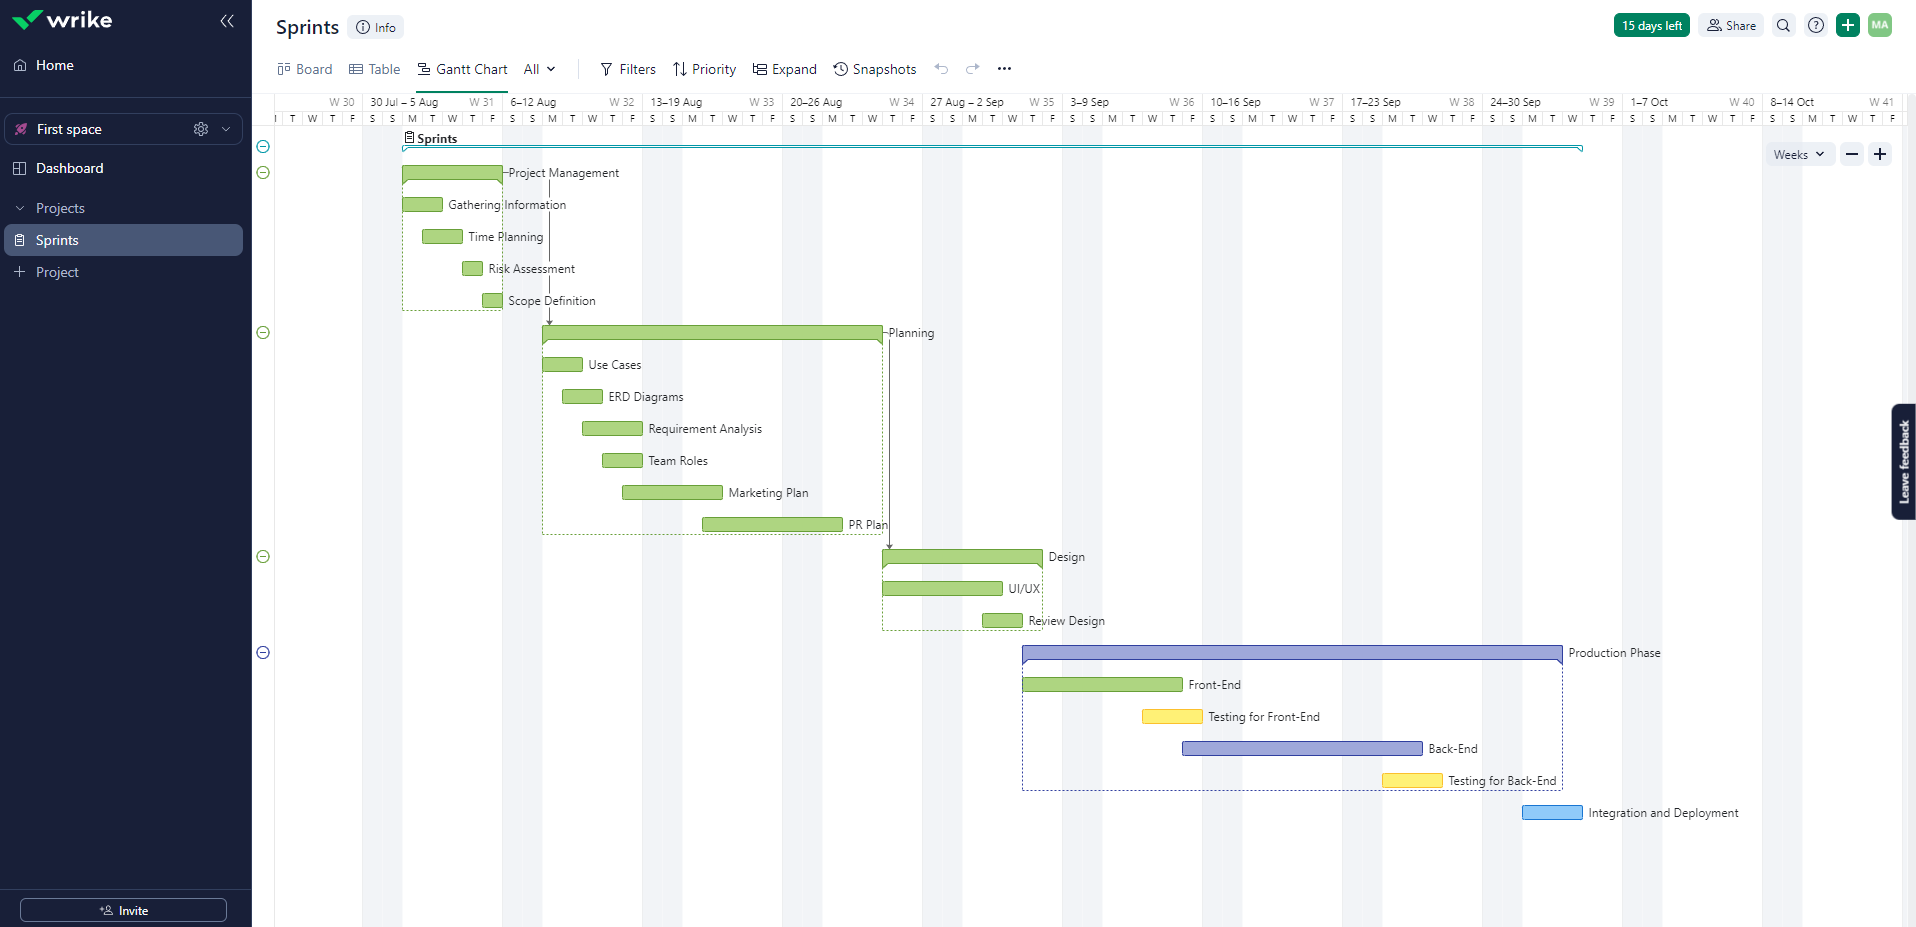 wrike
Home
First space
Dashboard
Projects
Sprints
Project
Invite
Sprints
Info
15 days left
Share
MA
Board
Table
Gantt Chart
All
Filters
Priority
Expand
Snapshots
W 30 30 Jul – 5 Aug W 31 6–12 Aug W 32 13–19 Aug W 33 20–26 Aug W 34 27 Aug – 2 Sep W 35 3–9 Sep W 36 10–16 Sep W 37 17–23 Sep W 38 24–30 Sep W 39 1–7 Oct W 40 8–14 Oct W 41
T W T F S S M T W T F S S M T W T F S S M T W T F S S M T W T F S S M T W T F S S M T W T F S S M T W T F S S M T W T F S S M T W T F S S M T W T F S S M T W T F
Sprints
Weeks
Project Management
Gathering Information
Time Planning
Risk Assessment
Scope Definition
Planning
Use Cases
ERD Diagrams
Requirement Analysis
Team Roles
Marketing Plan
PR Plan
Design
UI/UX
Review Design
Production Phase
Front-End
Testing for Front-End
Back-End
Testing for Back-End
Integration and Deployment
Leave feedback